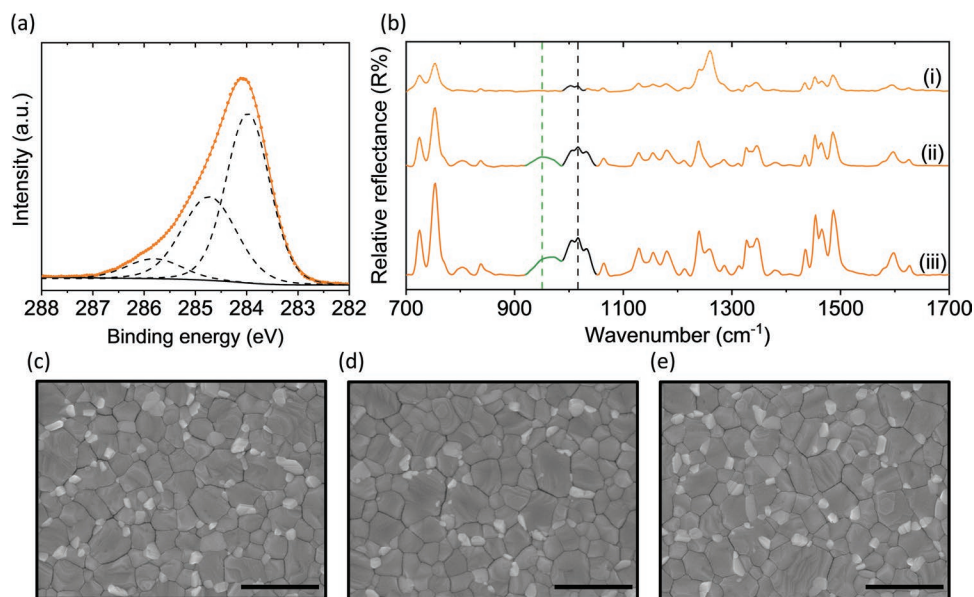 (a)
Intensity (a.u.)
288 287 286 285 284 283 282
Binding energy (eV)
(b)
Relative reflectance (R%)
(i)
(ii)
(iii)
700 900 1100 1300 1500 1700
Wavenumber (cm⁻¹)
(c)
(d)
(e)